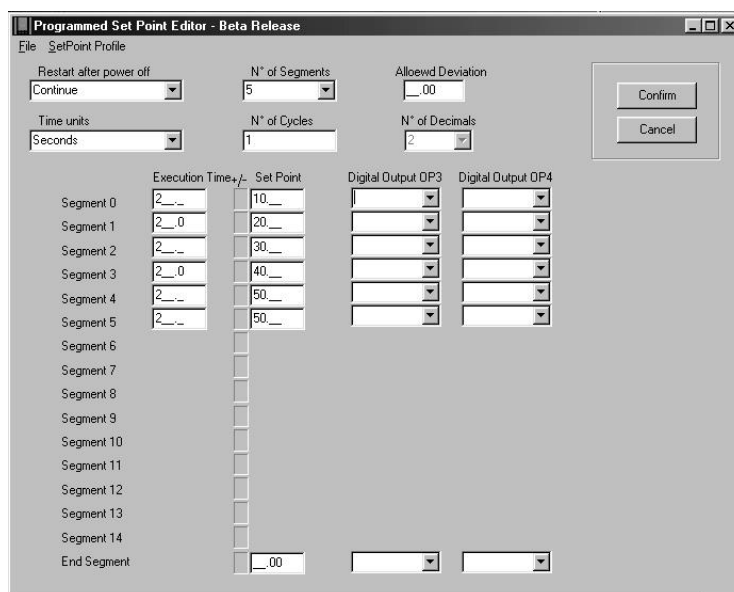 Programmed Set Point Editor - Beta Release
File SetPoint Profile
Restart after power off N° of Segments Alloewd Deviation
Continue 5 __.00
Confirm
Time units N° of Cycles N° of Decimals
Seconds 1 2
Cancel
Execution Time +/- Set Point Digital Output OP3 Digital Output OP4
Segment 0 2__._ 10.__
Segment 1 2__.0 20.__
Segment 2 2__._ 30.__
Segment 3 2__.0 40.__
Segment 4 2__._ 50.__
Segment 5 2__._ 50.__
Segment 6
Segment 7
Segment 8
Segment 9
Segment 10
Segment 11
Segment 12
Segment 13
Segment 14
End Segment __.00